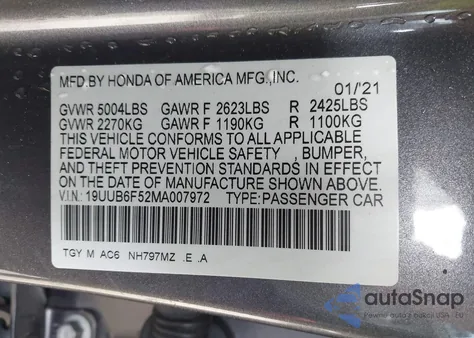 MFD.BY HONDA OF AMERICA MFG.,INC. 01/'21
GVWR 5004LBS GAWR F 2623LBS R 2425LBS
GVWR 2270KG GAWR F 1190KG R 1100KG
THIS VEHICLE CONFORMS TO ALL APPLICABLE
FEDERAL MOTOR VEHICLE SAFETY , BUMPER,
AND THEFT PREVENTION STANDARDS IN EFFECT
ON THE DATE OF MANUFACTURE SHOWN ABOVE.
V.I.N.: 19UUB6F52MA007972 TYPE:PASSENGER CAR
TGY M AC6 NH797MZ .E .A
autoSnap